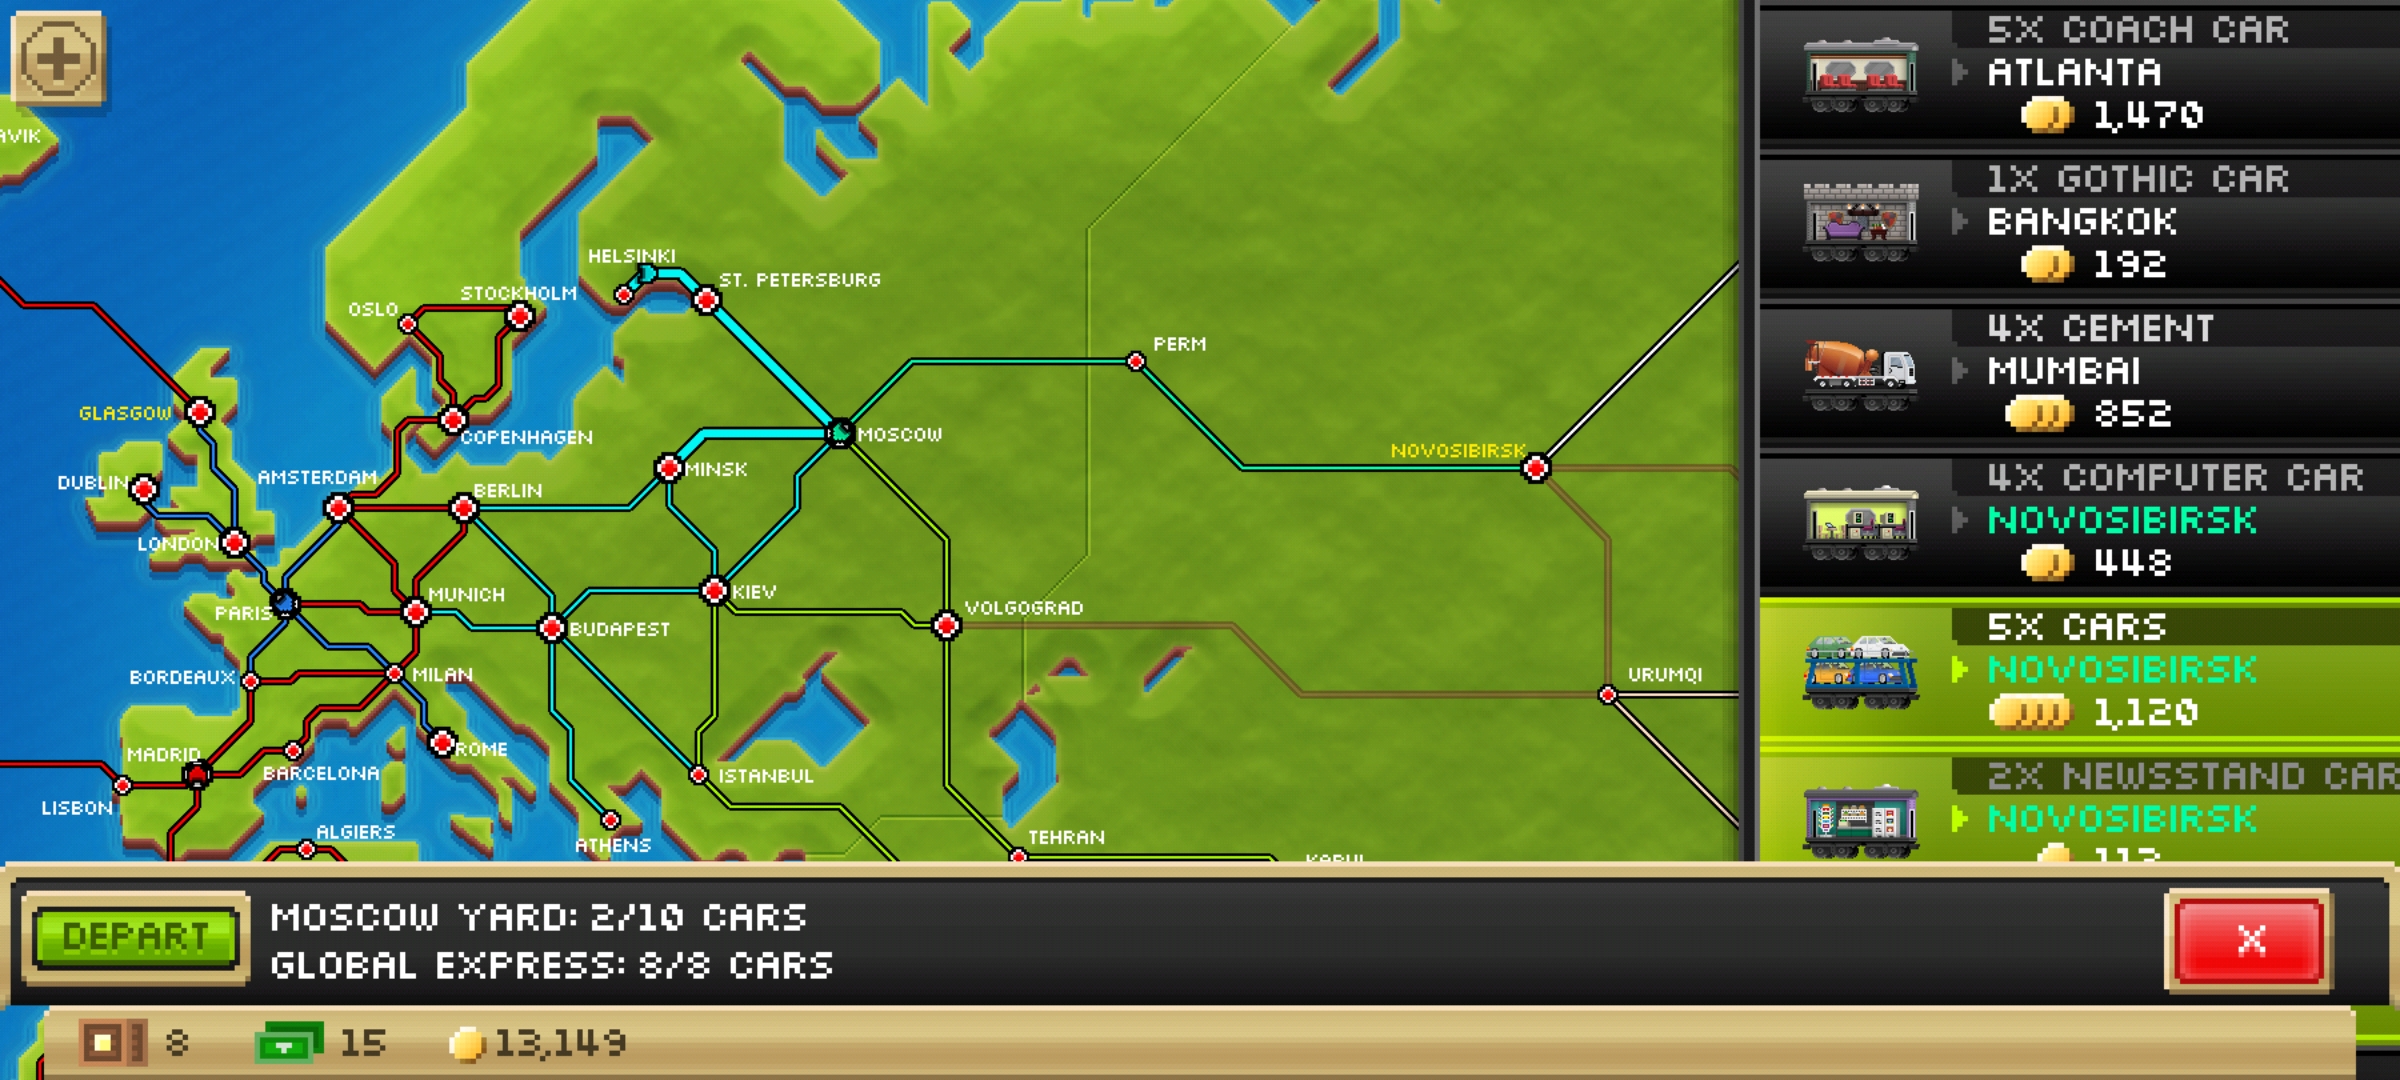 AVIK
HELSINKI
ST. PETERSBURG
STOCKHOLM
OSLO
PERM
GLASGOW
COPENHAGEN
MOSCOW
NOVOSIBIRSK
MINSK
DUBLIN
AMSTERDAM
BERLIN
LONDON
PARIS
MUNICH
KIEV
VOLGOGRAD
BUDAPEST
BORDEAUX
MILAN
URUMQI
MADRID
ROME
BARCELONA
ISTANBUL
LISBON
ALGIERS
ATHENS
TEHRAN
KABUL
5X COACH CAR
ATLANTA
1,470
1X GOTHIC CAR
BANGKOK
192
4X CEMENT
MUMBAI
852
4X COMPUTER CAR
NOVOSIBIRSK
448
5X CARS
NOVOSIBIRSK
1,120
2X NEWSSTAND CAR
NOVOSIBIRSK
112
DEPART
MOSCOW YARD: 2/10 CARS
GLOBAL EXPRESS: 8/8 CARS
X
8
15
13,149